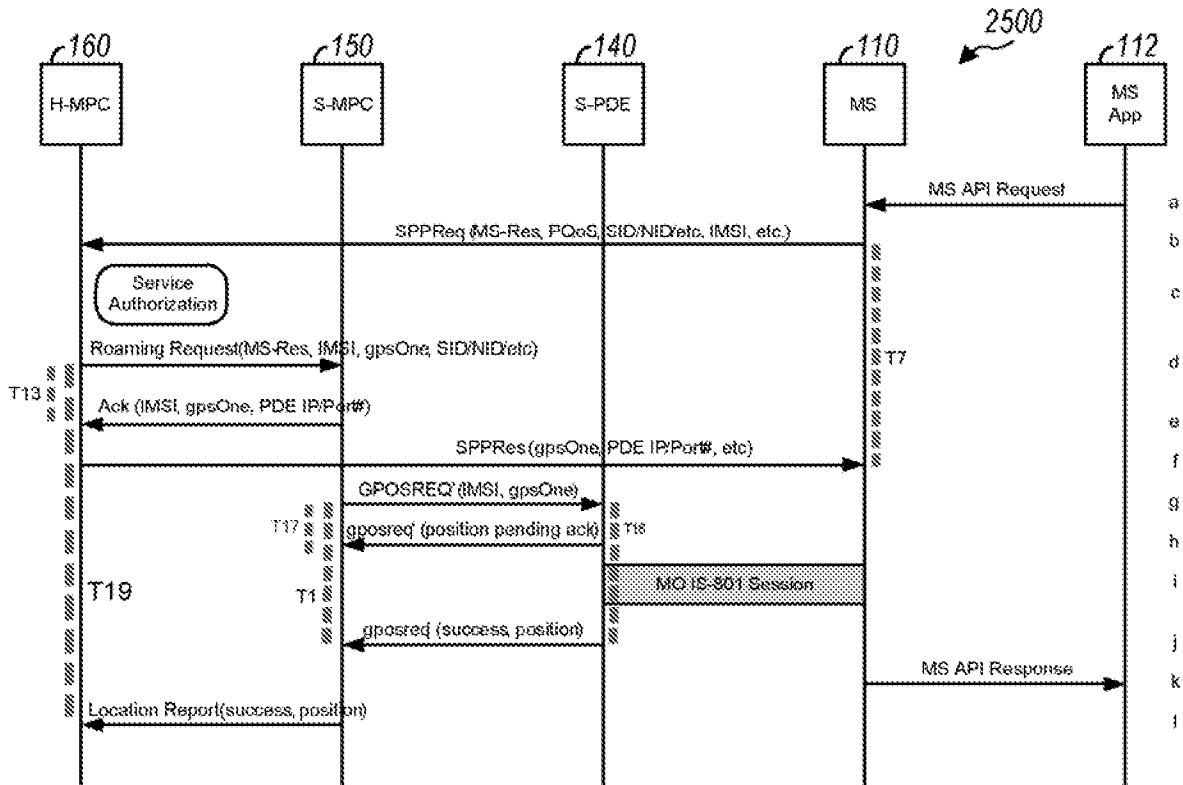 2500
160
150
140
110
112
H-MPC
S-MPC
S-PDE
MS
MS
App
MS API Request
a
SPPReq (MS-Res, PQoS, SID/NID/etc, IMSI, etc.)
b
Service
Authorization
c
Roaming Request(MS-Res, IMSI, gpsOne, SID/NID/etc)
d
T7
T13
Ack (IMSI, gpsOne, PDE IP/Port#)
e
SPPRes (gpsOne, PDE IP/Port#, etc)
f
GPOSREQ' (IMSI, gpsOne)
g
T17
gposreq' (position pending ack)
h
MO IS-801 Session
i
T19
T1
gposreq' (success, position)
j
MS API Response
k
Location Report(success, position)
l